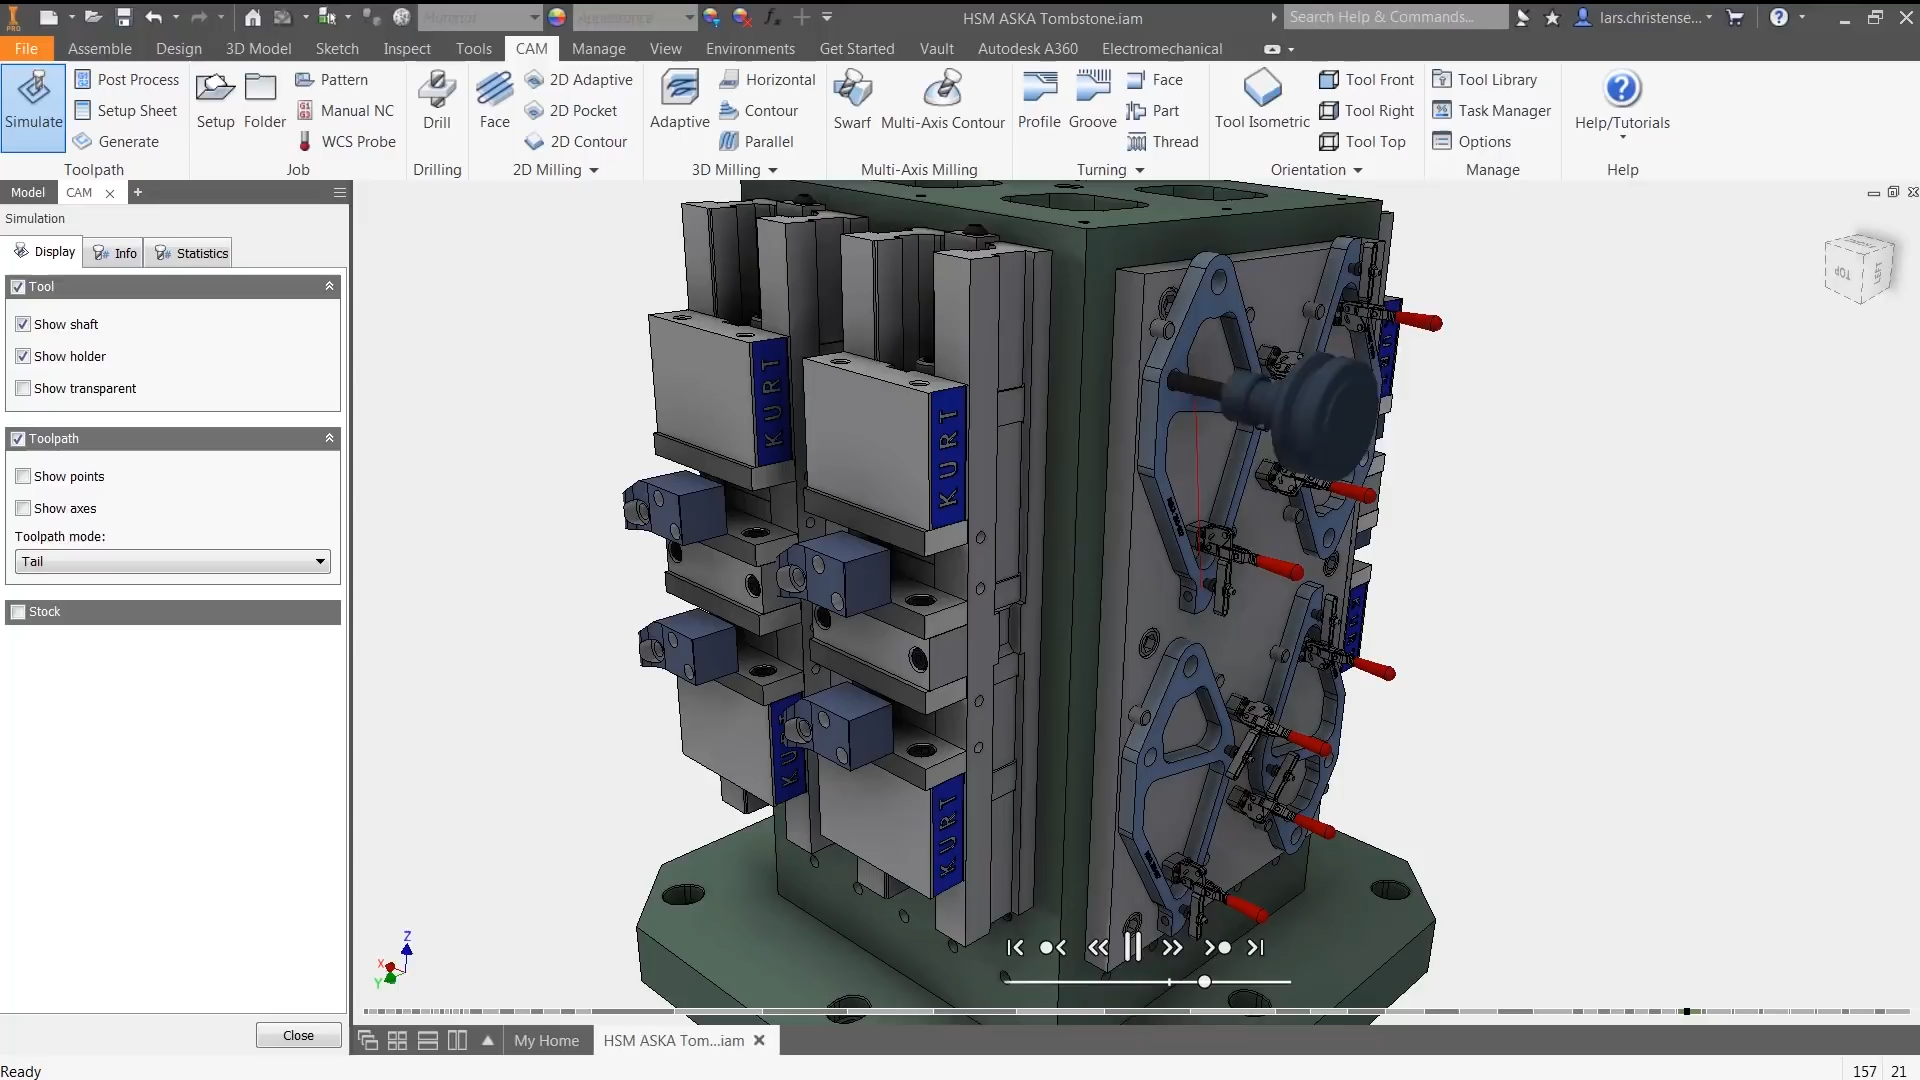 PRO
Material
Appearance
HSM ASKA Tombstone.iam
Search Help & Commands...
lars.christense...
File
Assemble
Design
3D Model
Sketch
Inspect
Tools
CAM
Manage
View
Environments
Get Started
Vault
Autodesk A360
Electromechanical
Simulate
Post Process
Setup Sheet
Generate
Toolpath
Setup
Folder
Pattern
Manual NC
WCS Probe
Job
Drill
Drilling
Face
2D Adaptive
2D Pocket
2D Contour
2D Milling
Adaptive
Horizontal
Contour
Parallel
3D Milling
Swarf
Multi-Axis Contour
Multi-Axis Milling
Profile
Groove
Face
Part
Thread
Turning
Tool Isometric
Tool Front
Tool Right
Tool Top
Orientation
Tool Library
Task Manager
Options
Manage
Help/Tutorials
Help
Model
CAM
Simulation
Display
Info
Statistics
Tool
Show shaft
Show holder
Show transparent
Toolpath
Show points
Show axes
Toolpath mode:
Tail
Stock
Close
KURT
KURT
KURT
KURT
TOP
LEFT
Z
X
Y
My Home
HSM ASKA Tom...iam
Ready
157 21